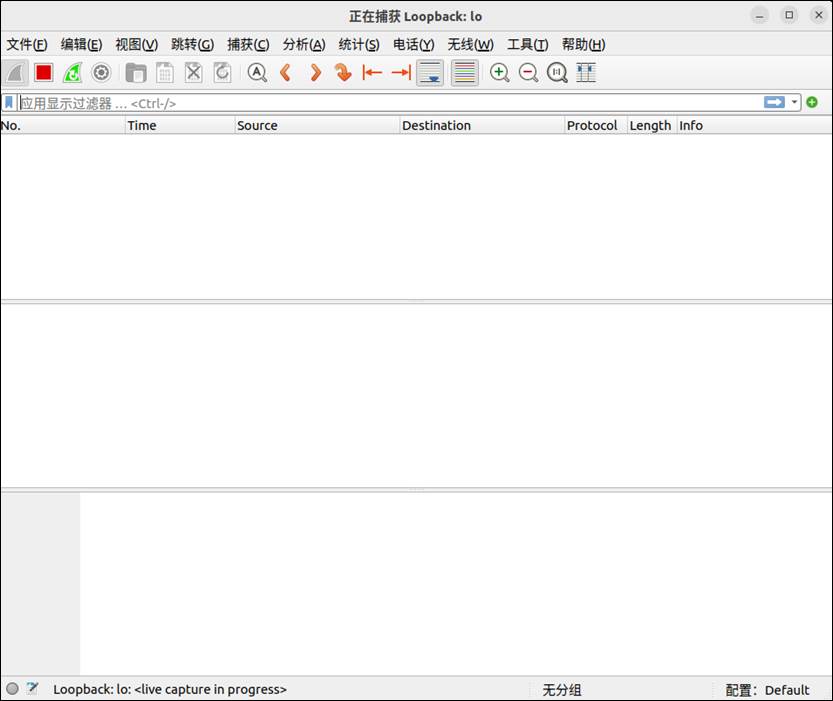 正在捕获 Loopback: lo
文件(F) 编辑(E) 视图(V) 跳转(G) 捕获(C) 分析(A) 统计(S) 电话(Y) 无线(W) 工具(T) 帮助(H)
应用显示过滤器 … <Ctrl-/>
No. Time Source Destination Protocol Length Info
Loopback: lo: <live capture in progress> 无分组 配置： Default